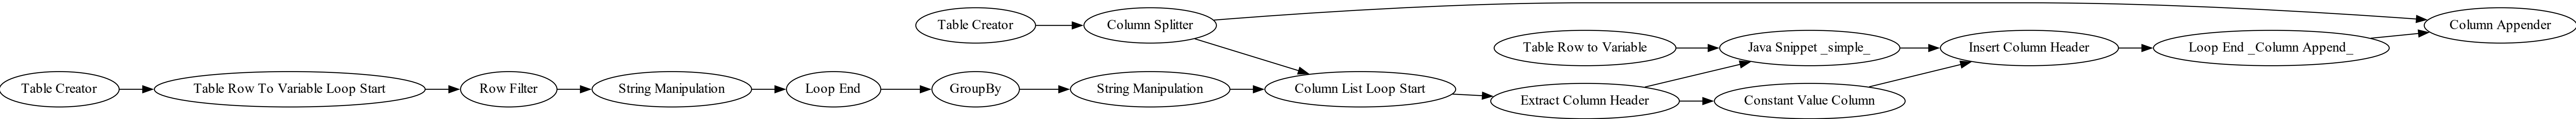 Table Creator
Column Splitter
Column Appender
Table Row to Variable
Java Snippet _simple_
Insert Column Header
Loop End _Column Append_
Table Creator
Table Row To Variable Loop Start
Row Filter
String Manipulation
Loop End
GroupBy
String Manipulation
Column List Loop Start
Extract Column Header
Constant Value Column